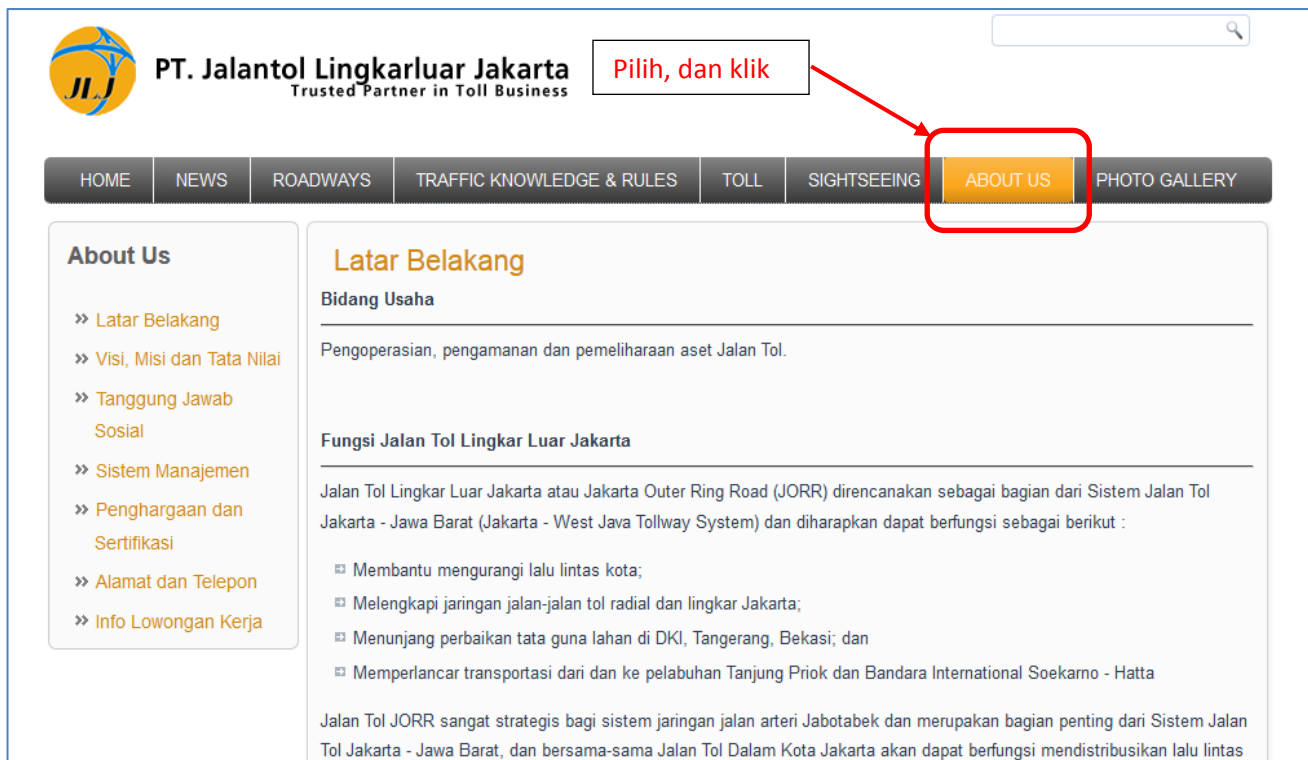 JLJ
PT. Jalantol Lingkarluar Jakarta
Trusted Partner in Toll Business
Pilih, dan klik
HOME NEWS ROADWAYS TRAFFIC KNOWLEDGE & RULES TOLL SIGHTSEEING ABOUT US PHOTO GALLERY
About Us
» Latar Belakang
» Visi, Misi dan Tata Nilai
» Tanggung Jawab
Sosial
» Sistem Manajemen
» Penghargaan dan
Sertifikasi
» Alamat dan Telepon
» Info Lowongan Kerja
Latar Belakang
Bidang Usaha
Pengoperasian, pengamanan dan pemeliharaan aset Jalan Tol.
Fungsi Jalan Tol Lingkar Luar Jakarta
Jalan Tol Lingkar Luar Jakarta atau Jakarta Outer Ring Road (JORR) direncanakan sebagai bagian dari Sistem Jalan Tol
Jakarta - Jawa Barat (Jakarta - West Java Tollway System) dan diharapkan dapat berfungsi sebagai berikut :
Membantu mengurangi lalu lintas kota;
Melengkapi jaringan jalan-jalan tol radial dan lingkar Jakarta;
Menunjang perbaikan tata guna lahan di DKI, Tangerang, Bekasi; dan
Memperlancar transportasi dari dan ke pelabuhan Tanjung Priok dan Bandara International Soekarno - Hatta
Jalan Tol JORR sangat strategis bagi sistem jaringan jalan arteri Jabotabek dan merupakan bagian penting dari Sistem Jalan
Tol Jakarta - Jawa Barat, dan bersama-sama Jalan Tol Dalam Kota Jakarta akan dapat berfungsi mendistribusikan lalu lintas